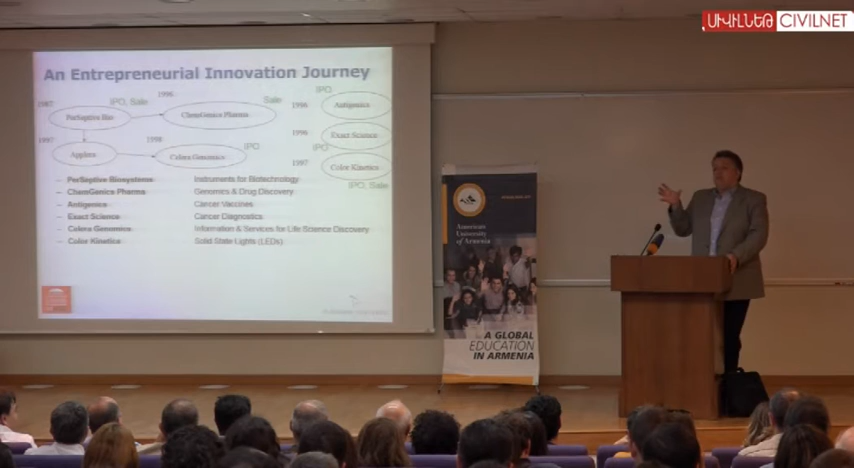 ՍԻՎԻԼՆԵԹ CIVILNET
An Entrepreneurial Innovation Journey
1987
PerSeptive Bio
IPO, Sale
1996
ChemGenics Pharma
Sale
IPO
1996
Antigenics
1997
Applera
1998
Celera Genomics
IPO
1996
Exact Science
IPO
1997
Color Kinetics
IPO, Sale
– PerSeptive Biosystems Instruments for Biotechnology
– ChemGenics Pharma Genomics & Drug Discovery
– Antigenics Cancer Vaccines
– Exact Science Cancer Diagnostics
– Celera Genomics Information & Services for Life Science Discovery
– Color Kinetics Solid State Lights (LEDs)
American
University
of Armenia
A GLOBAL
EDUCATION
IN ARMENIA